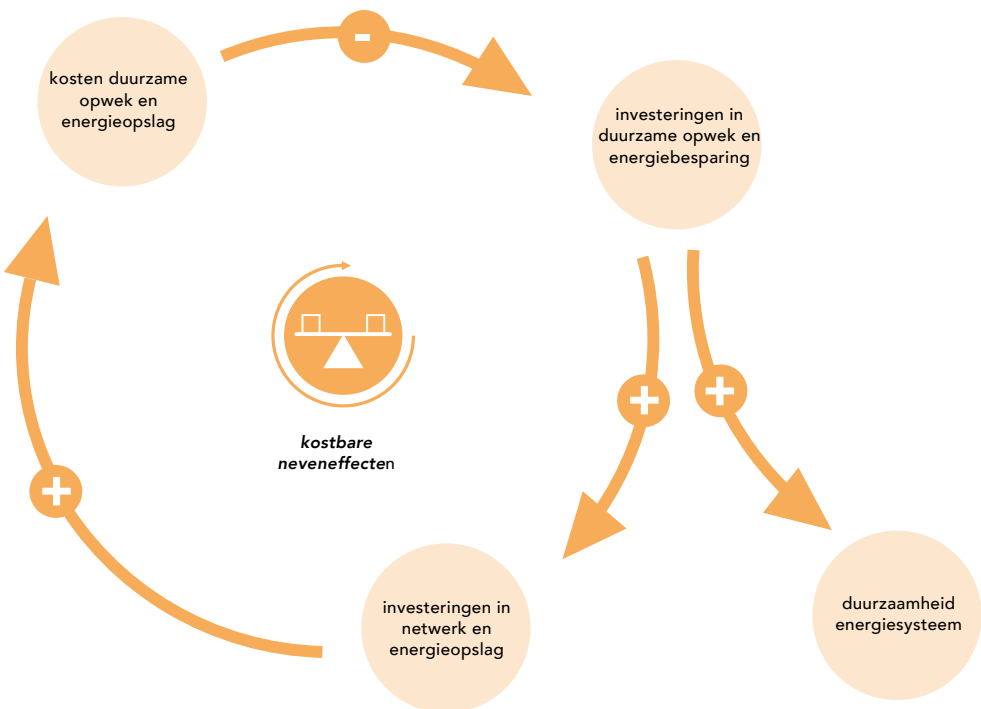 kosten duurzame
opwek en
energieopslag
-
investeringen in
duurzame opwek en
energiebesparing
kostbare
neveneffecten
+
+
+
investeringen in
netwerk en
energieopslag
duurzaamheid
energiesysteem